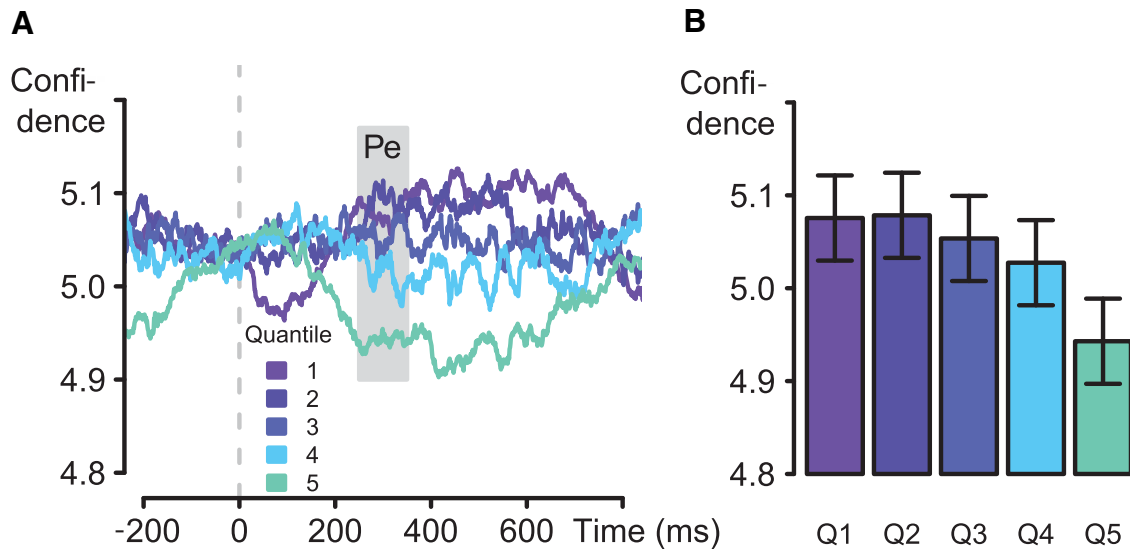 A
Confi-
dence
5.1
5.0
4.9
4.8
Pe
Quantile
1
2
3
4
5
-200 0 200 400 600 Time (ms)
B
Confi-
dence
5.1
5.0
4.9
4.8
Q1 Q2 Q3 Q4 Q5